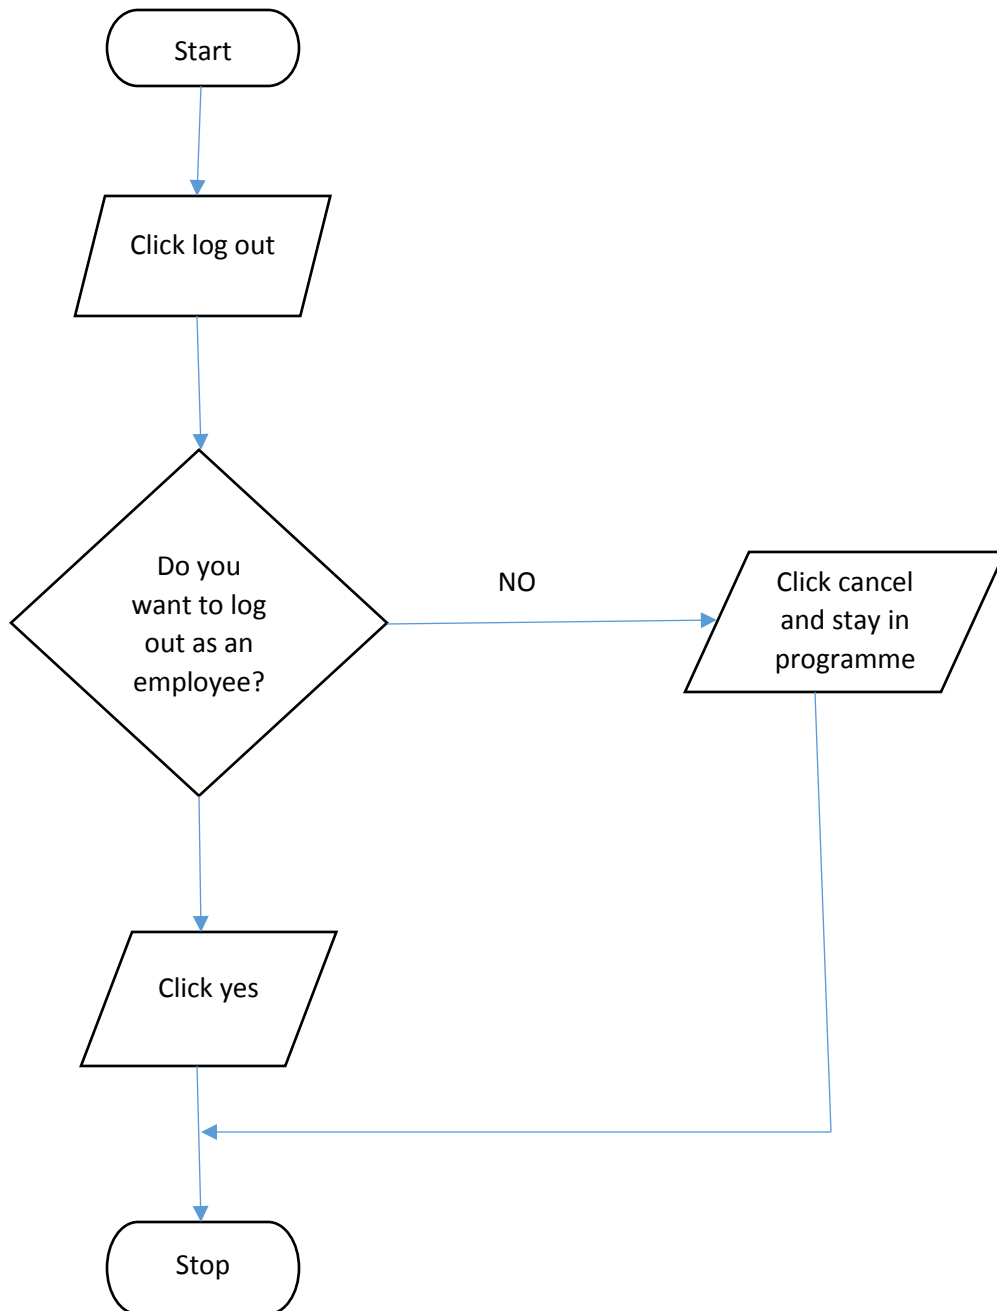 Start
Click log out
Do you
want to log
out as an
employee?
NO
Click cancel
and stay in
programme
Click yes
Stop